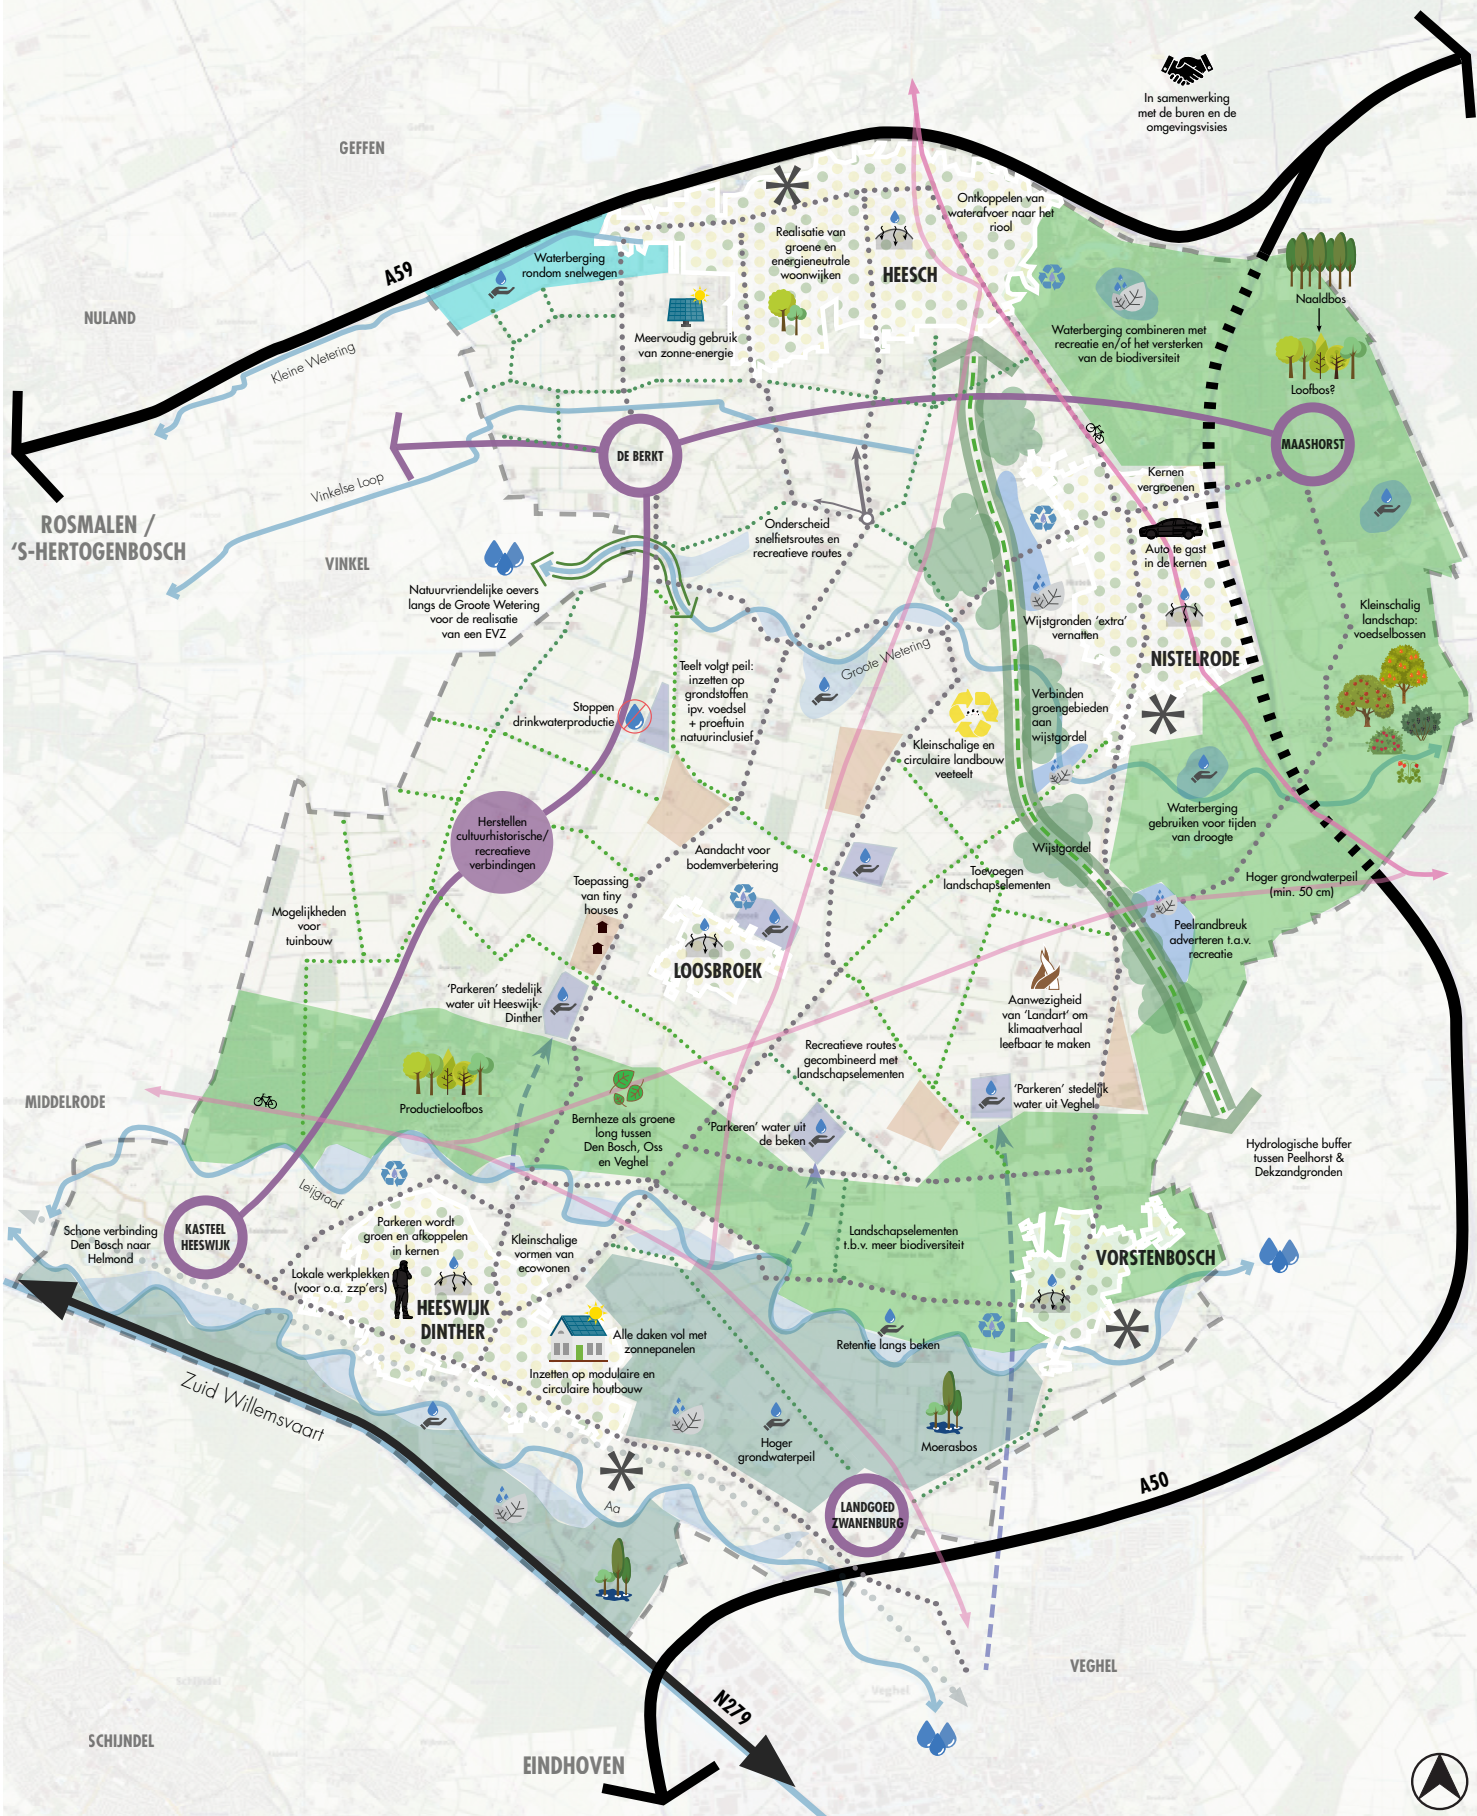 In samenwerking
met de buren en de
omgevingsvisies
GEFFEN
Ontkoppelen van
waterafvoer naar het
riool
Realisatie van
groene en
energieneutrale
woonwijken
HEESCH
Waterberging
rondom snelwegen
A59
NULAND
Naaldbos
Loofbos?
Waterberging combineren met
recreatie en/of het versterken
van de biodiversiteit
Meervoudig gebruik
van zonne-energie
Kleine Wetering
MAASHORST
DE BERKT
Vinkelse Loop
Kernen
vergroenen
ROSMALEN /
'S-HERTOGENBOSCH
VINKEL
Onderscheid
snelfietsroutes en
recreatieve routes
Auto te gast
in de kernen
Natuurvriendelijke oevers
langs de Groote Wetering
voor de realisatie
van een EVZ
Wijstgronden 'extra'
vernatten
Kleinschalig
landschap:
voedselbossen
NISTELRODE
Groote Wetering
Teelt volgt peil:
inzetten op
grondstoffen
ipv. voedsel
+ proeftuin
natuurinclusief
Stoppen
drinkwaterproductie
Verbinden
groengebieden
aan
wijstgordel
Kleinschalige en
circulaire landbouw
veeteelt
Waterberging
gebruiken voor tijden
van droogte
Herstellen
cultuurhistorische/
recreatieve
verbindingen
Wijstgordel
Aandacht voor
bodemverbetering
Toevoegen
landschapselementen
Hoger grondwaterpeil
(min. 50 cm)
Toepassing
van tiny
houses
Mogelijkheden
voor
tuinbouw
Peelrandbreuk
adverteren t.a.v.
recreatie
LOOSBROEK
'Parkeren' stedelijk
water uit Heeswijk-
Dinther
Aanwezigheid
van 'Landart' om
klimaatverhaal
leefbaar te maken
Recreatieve routes
gecombineerd met
landschapselementen
MIDDELRODE
Productieloofbos
'Parkeren' stedelijk
water uit Veghel
Bernheze als groene
long tussen
Den Bosch, Oss
en Veghel
'Parkeren' water uit
de beken
Hydrologische buffer
tussen Peelhorst &
Dekzandgronden
Leijgraaf
KASTEEL
HEESWIJK
Schone verbinding
Den Bosch naar
Helmond
Parkeren wordt
groen en afkoppelen
in kernen
Kleinschalige
vormen van
ecowonen
Landschapselementen
t.b.v. meer biodiversiteit
VORSTENBOSCH
Lokale werkplekken
(voor o.a. zzp'ers)
HEESWIJK
DINTHER
Alle daken vol met
zonnepanelen
Retentie langs beken
Inzetten op modulaire en
circulaire houtbouw
Zuid Willemsvaart
Hoger
grondwaterpeil
Moerasbos
A50
Aa
LANDGOED
ZWANENBURG
VEGHEL
Veghel
N279
SCHIJNDEL
EINDHOVEN